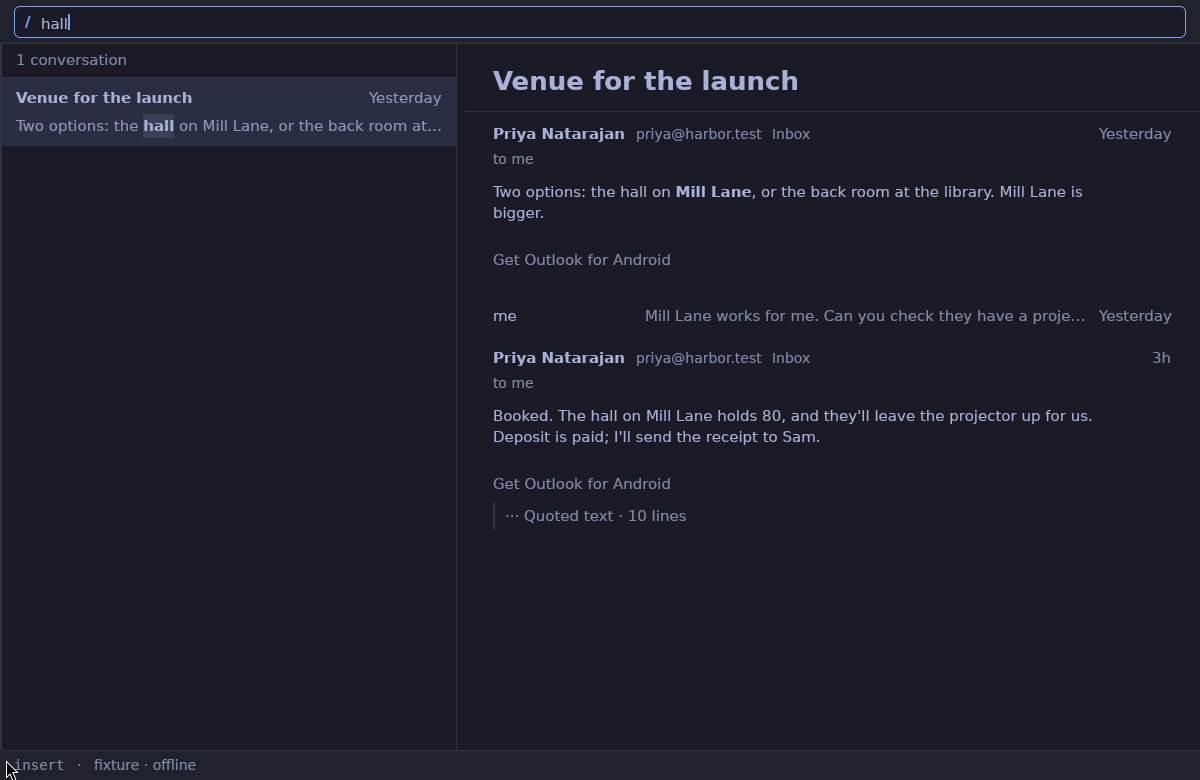 / hall
1 conversation
Venue for the launch Yesterday
Two options: the hall on Mill Lane, or the back room at…
Venue for the launch
Priya Natarajan priya@harbor.test Inbox Yesterday
to me
Two options: the hall on Mill Lane, or the back room at the library. Mill Lane is
bigger.
Get Outlook for Android
me Mill Lane works for me. Can you check they have a proje… Yesterday
Priya Natarajan priya@harbor.test Inbox 3h
to me
Booked. The hall on Mill Lane holds 80, and they'll leave the projector up for us.
Deposit is paid; I'll send the receipt to Sam.
Get Outlook for Android
··· Quoted text · 10 lines
insert · fixture · offline